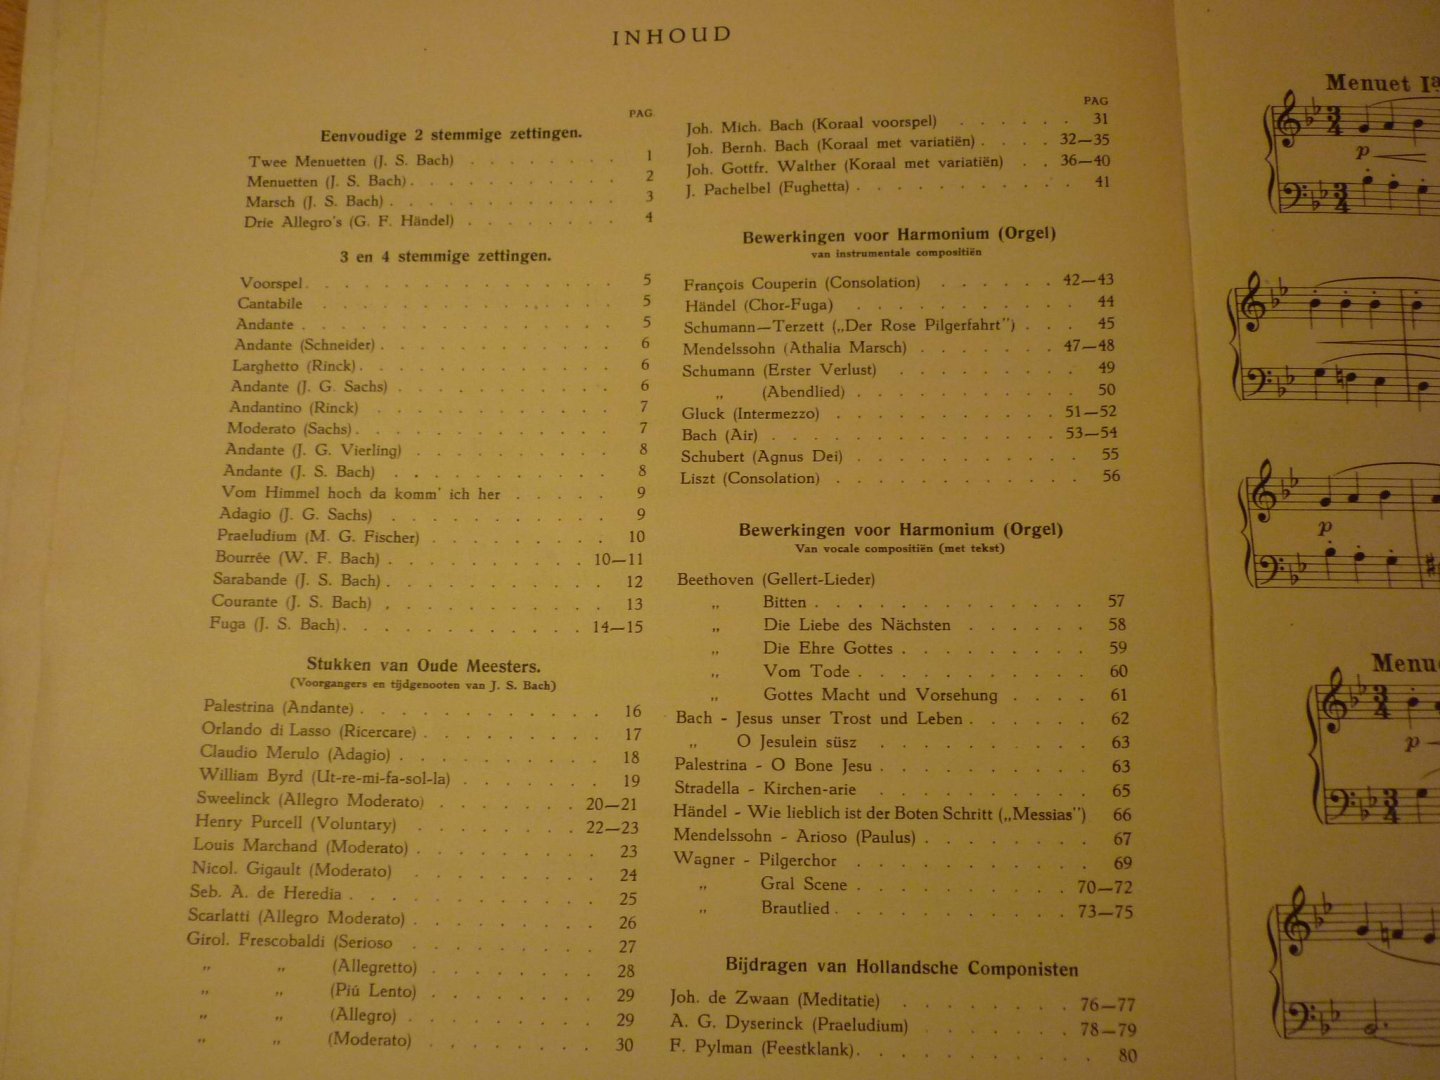 INHOUD
PAG
Eenvoudige 2 stemmige zettingen.
Twee Menuetten (J. S. Bach) . . . . . . . . 1
Menuetten (J. S. Bach) . . . . . . . . . . 2
Marsch (J. S. Bach) . . . . . . . . . . . 3
Drie Allegro's (G. F. Händel) . . . . . . . . 4
3 en 4 stemmige zettingen.
Voorspel . . . . . . . . . . . . . . . 5
Cantabile . . . . . . . . . . . . . . 5
Andante . . . . . . . . . . . . . . . 5
Andante (Schneider) . . . . . . . . . . . 6
Larghetto (Rinck) . . . . . . . . . . . . 6
Andante (J. G. Sachs) . . . . . . . . . . 6
Andantino (Rinck) . . . . . . . . . . . 7
Moderato (Sachs) . . . . . . . . . . . . 7
Andante (J. G. Vierling) . . . . . . . . . . 8
Andante (J. S. Bach) . . . . . . . . . . 8
Vom Himmel hoch da komm' ich her . . . . . 9
Adagio (J. G. Sachs) . . . . . . . . . . 9
Praeludium (M. G. Fischer) . . . . . . . . 10
Bourrée (W. F. Bach) . . . . . . . . . . 10—11
Sarabande (J. S. Bach) . . . . . . . . . . 12
Courante (J. S. Bach) . . . . . . . . . . 13
Fuga (J. S. Bach) . . . . . . . . . . . 14—15
Stukken van Oude Meesters.
(Voorgangers en tijdgenooten van J. S. Bach)
Palestrina (Andante) . . . . . . . . . . . 16
Orlando di Lasso (Ricercare) . . . . . . . . 17
Claudio Merulo (Adagio) . . . . . . . . . 18
William Byrd (Ut-re-mi-fa-sol-la) . . . . . . 19
Sweelinck (Allegro Moderato) . . . . . . . 20—21
Henry Purcell (Voluntary) . . . . . . . . 22—23
Louis Marchand (Moderato) . . . . . . . . 23
Nicol. Gigault (Moderato) . . . . . . . . 24
Seb. A. de Heredia . . . . . . . . . . . 25
Scarlatti (Allegro Moderato) . . . . . . . . 26
Girol. Frescobaldi (Serioso . . . . . . . . 27
„ „ (Allegretto) . . . . . . . 28
„ „ (Piú Lento) . . . . . . . 29
„ „ (Allegro) . . . . . . . . 29
„ „ (Moderato) . . . . . . . 30
PAG
Joh. Mich. Bach (Koraal voorspel) . . . . . . 31
Joh. Bernh. Bach (Koraal met variatiën) . . . . 32—35
Joh. Gottfr. Walther (Koraal met variatiën) . . 36—40
J. Pachelbel (Fughetta) . . . . . . . . . . 41
Bewerkingen voor Harmonium (Orgel)
van instrumentale compositiën
François Couperin (Consolation) . . . . . . 42—43
Händel (Chor-Fuga) . . . . . . . . . . . 44
Schumann—Terzett („Der Rose Pilgerfahrt") . . . 45
Mendelssohn (Athalia Marsch) . . . . . . . 47—48
Schumann (Erster Verlust) . . . . . . . . . 49
„ (Abendlied) . . . . . . . . . . 50
Gluck (Intermezzo) . . . . . . . . . . . 51—52
Bach (Air) . . . . . . . . . . . . . . 53—54
Schubert (Agnus Dei) . . . . . . . . . . 55
Liszt (Consolation) . . . . . . . . . . . 56
Bewerkingen voor Harmonium (Orgel)
Van vocale compositiën (met tekst)
Beethoven (Gellert-Lieder)
„ Bitten . . . . . . . . . . . . . 57
„ Die Liebe des Nächsten . . . . . . 58
„ Die Ehre Gottes . . . . . . . . . 59
„ Vom Tode . . . . . . . . . . . 60
„ Gottes Macht und Vorsehung . . . . 61
Bach - Jesus unser Trost und Leben . . . . . . 62
„ O Jesulein süsz . . . . . . . . . . 63
Palestrina - O Bone Jesu . . . . . . . . . 63
Stradella - Kirchen-arie . . . . . . . . . . 65
Händel - Wie lieblich ist der Boten Schritt („Messias") 66
Mendelssohn - Arioso (Paulus) . . . . . . . . 67
Wagner - Pilgerchor . . . . . . . . . . . 69
„ Gral Scene . . . . . . . . . . 70—72
„ Brautlied . . . . . . . . . . . 73—75
Bijdragen van Hollandsche Componisten
Joh. de Zwaan (Meditatie) . . . . . . . . 76—77
A. G. Dyserinck (Praeludium) . . . . . . . 78—79
F. Pylman (Feestklank) . . . . . . . . . . 80
Menuet Ia
p
p
p